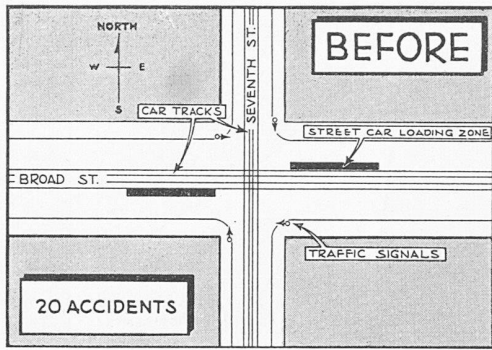 NORTH
W E
S
SEVENTH ST.
BEFORE
CAR TRACKS
STREET CAR LOADING ZONE
BROAD ST.
TRAFFIC SIGNALS
20 ACCIDENTS